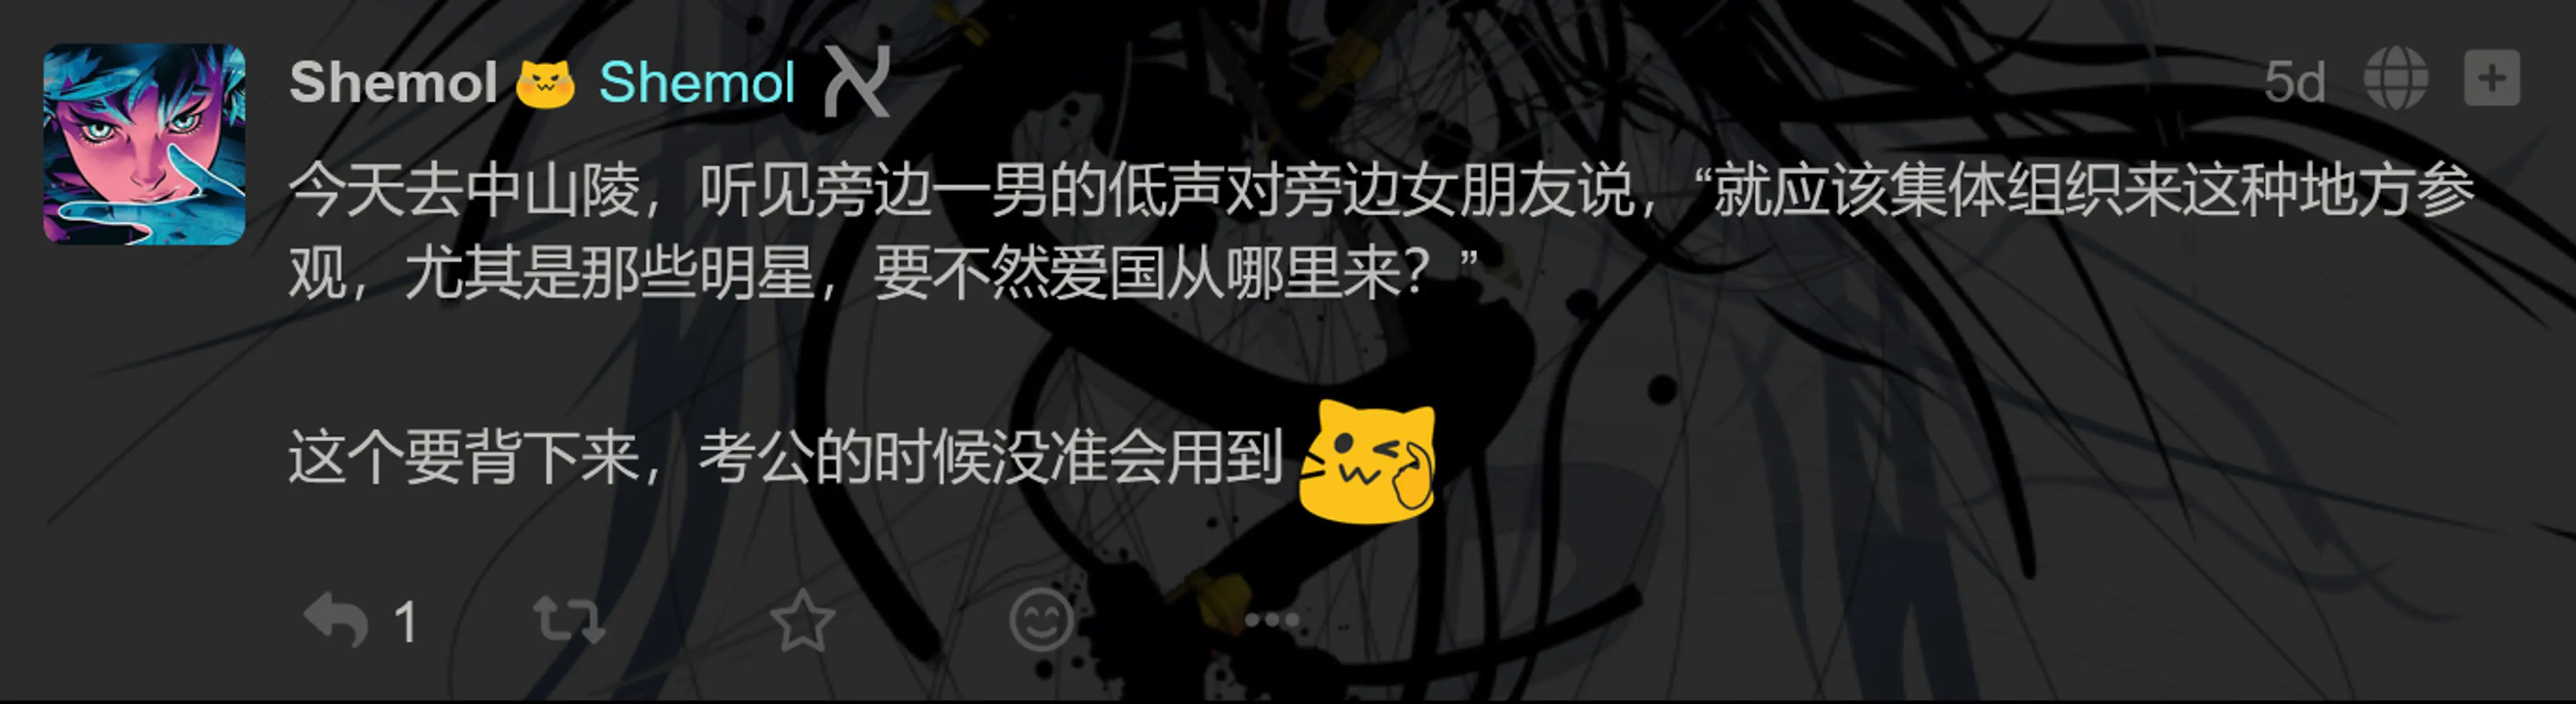 Shemol Shemol 5d
今天去中山陵，听见旁边一男的低声对旁边女朋友说，“就应该集体组织来这种地方参
观，尤其是那些明星，要不然爱国从哪里来？”
这个要背下来，考公的时候没准会用到
1